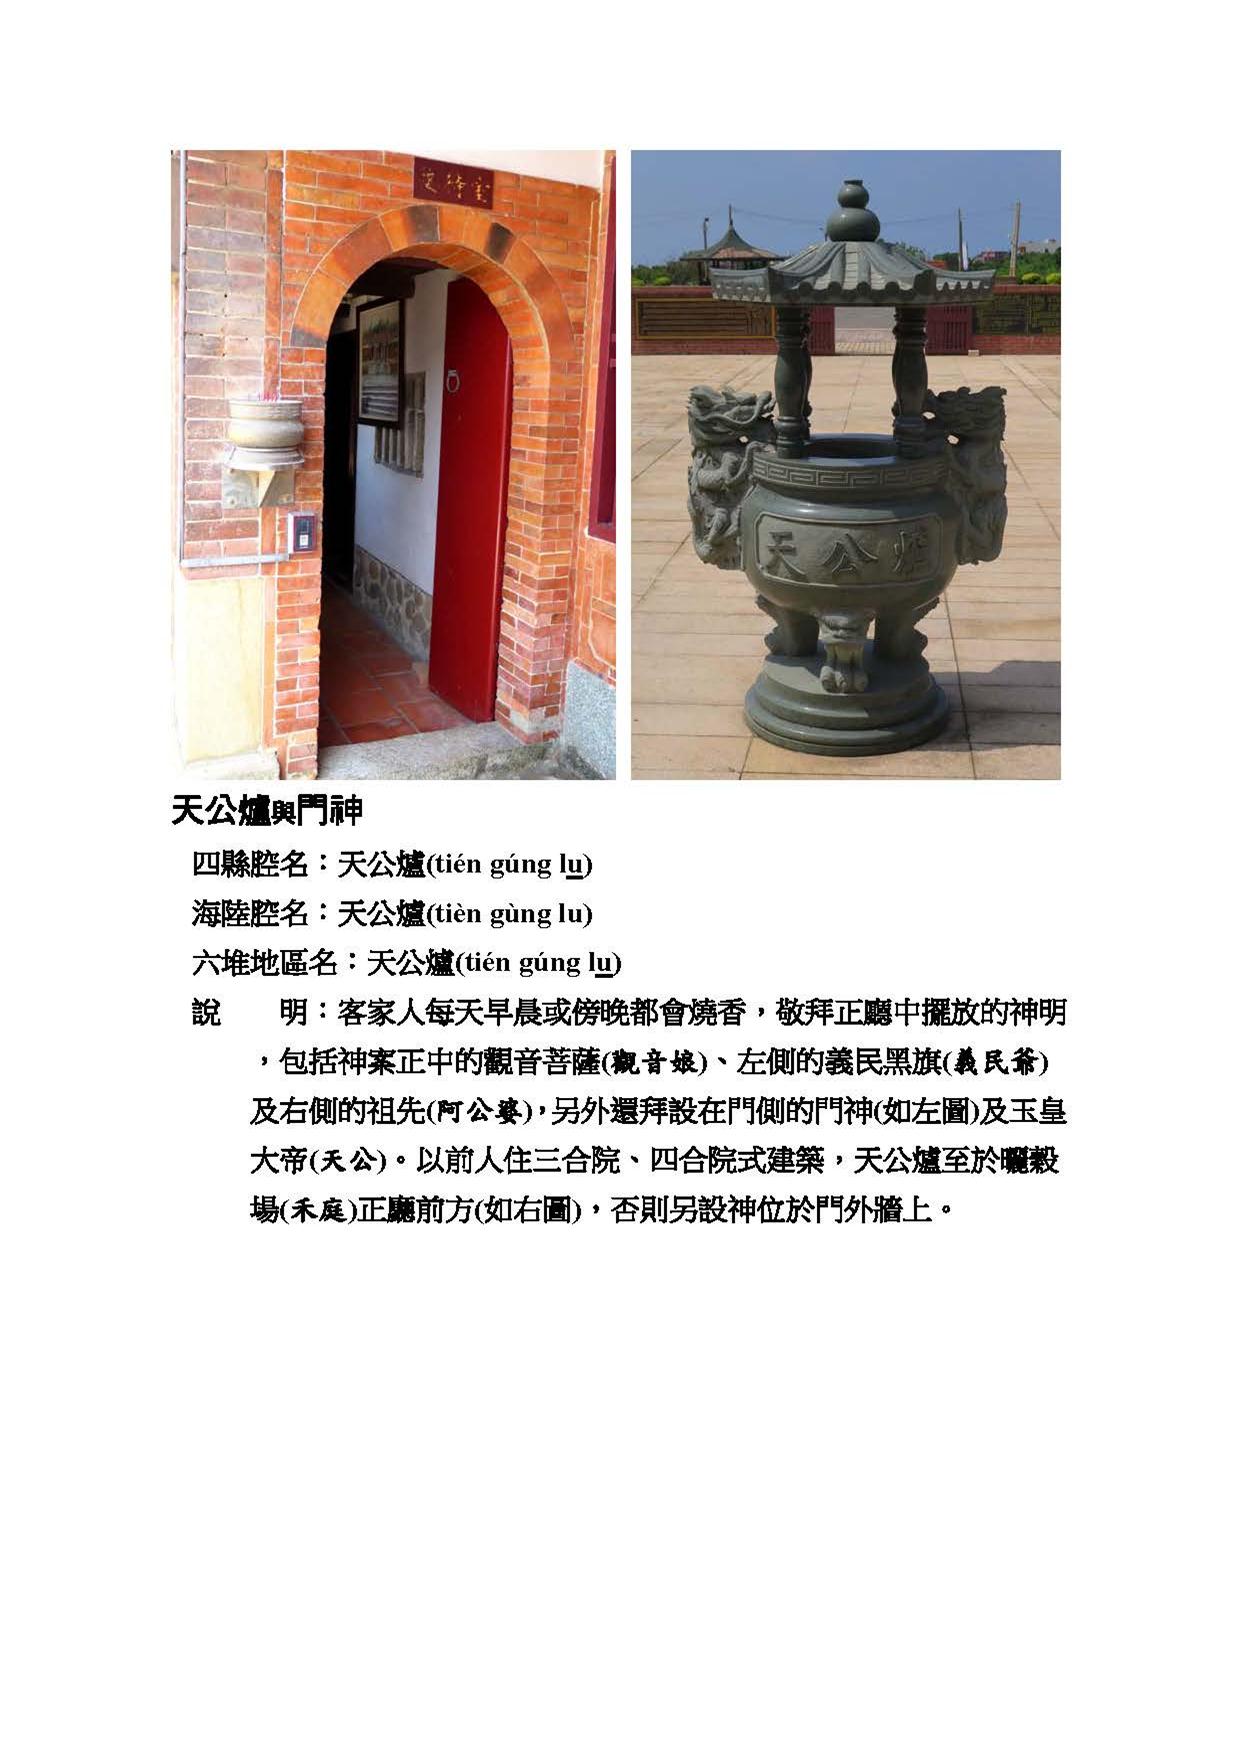 天公爐
天公爐與門神
四縣腔名：天公爐(tién gúng lu)
海陸腔名：天公爐(tièn gùng lu)
六堆地區名：天公爐(tién gúng lu)
說　　明：客家人每天早晨或傍晚都會燒香，敬拜正廳中擺放的神明
，包括神案正中的觀音菩薩(觀音娘)、左側的義民黑旗(義民爺)
及右側的祖先(阿公婆)，另外還拜設在門側的門神(如左圖)及玉皇
大帝(天公)。以前人住三合院、四合院式建築，天公爐至於曬穀
場(禾庭)正廳前方(如右圖)，否則另設神位於門外牆上。